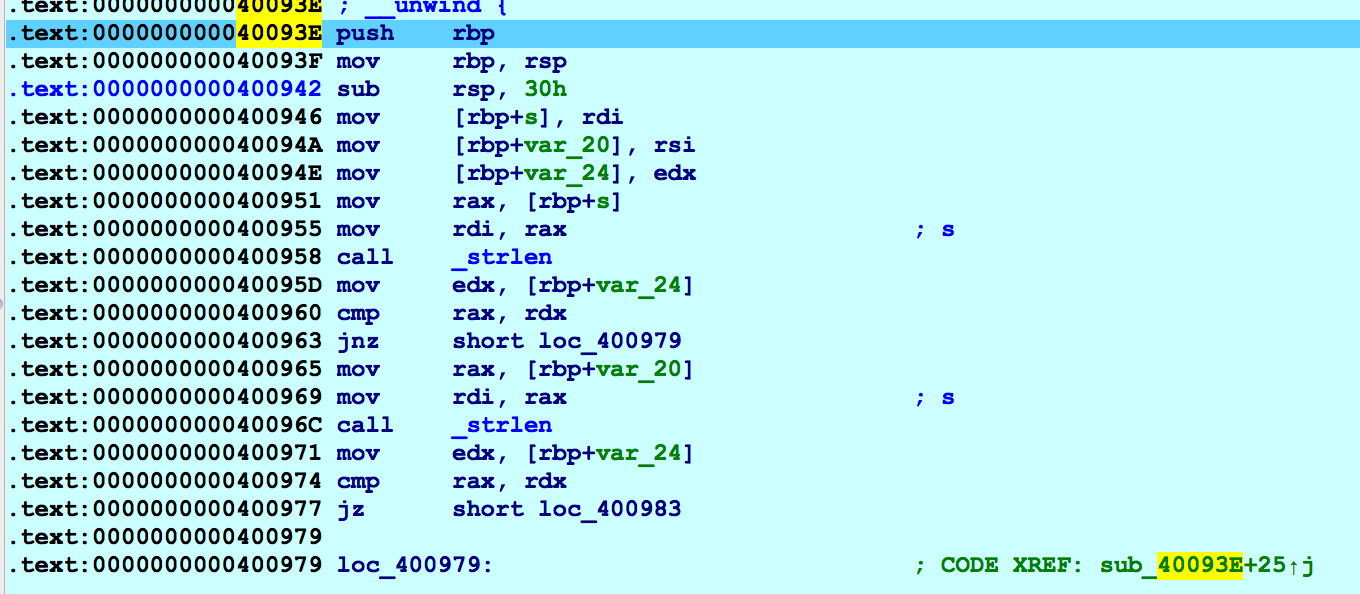 .text:000000000040093E ; __unwind {
.text:000000000040093E push rbp
.text:000000000040093F mov rbp, rsp
.text:0000000000400942 sub rsp, 30h
.text:0000000000400946 mov [rbp+s], rdi
.text:000000000040094A mov [rbp+var_20], rsi
.text:000000000040094E mov [rbp+var_24], edx
.text:0000000000400951 mov rax, [rbp+s]
.text:0000000000400955 mov rdi, rax ; s
.text:0000000000400958 call _strlen
.text:000000000040095D mov edx, [rbp+var_24]
.text:0000000000400960 cmp rax, rdx
.text:0000000000400963 jnz short loc_400979
.text:0000000000400965 mov rax, [rbp+var_20]
.text:0000000000400969 mov rdi, rax ; s
.text:000000000040096C call _strlen
.text:0000000000400971 mov edx, [rbp+var_24]
.text:0000000000400974 cmp rax, rdx
.text:0000000000400977 jz short loc_400983
.text:0000000000400979
.text:0000000000400979 loc_400979: ; CODE XREF: sub_40093E+25↑j